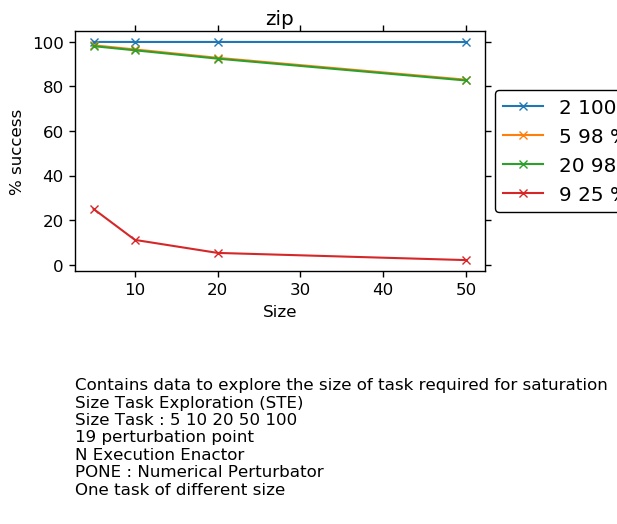 zip
100
80
60
40
20
0
% success
10 20 30 40 50
Size
2 100
5 98 %
20 98
9 25 %
Contains data to explore the size of task required for saturation
Size Task Exploration (STE)
Size Task : 5 10 20 50 100
19 perturbation point
N Execution Enactor
PONE : Numerical Perturbator
One task of different size